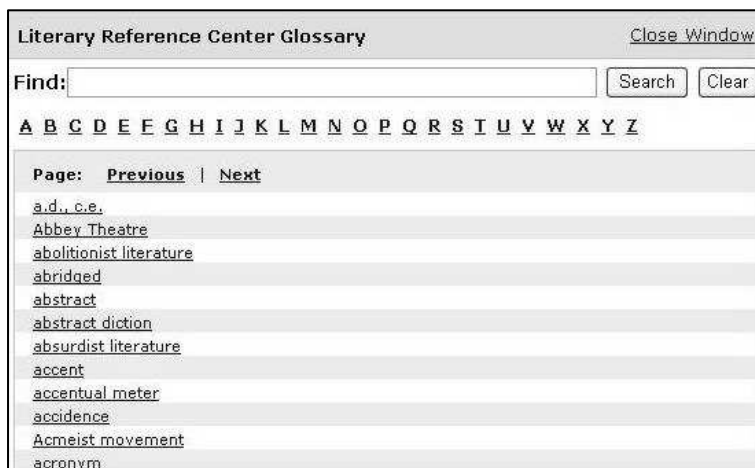 Literary Reference Center Glossary Close Window
Find: Search Clear
A B C D E F G H I J K L M N O P Q R S T U V W X Y Z
Page: Previous | Next
a.d., c.e.
Abbey Theatre
abolitionist literature
abridged
abstract
abstract diction
absurdist literature
accent
accentual meter
accidence
Acmeist movement
acronym